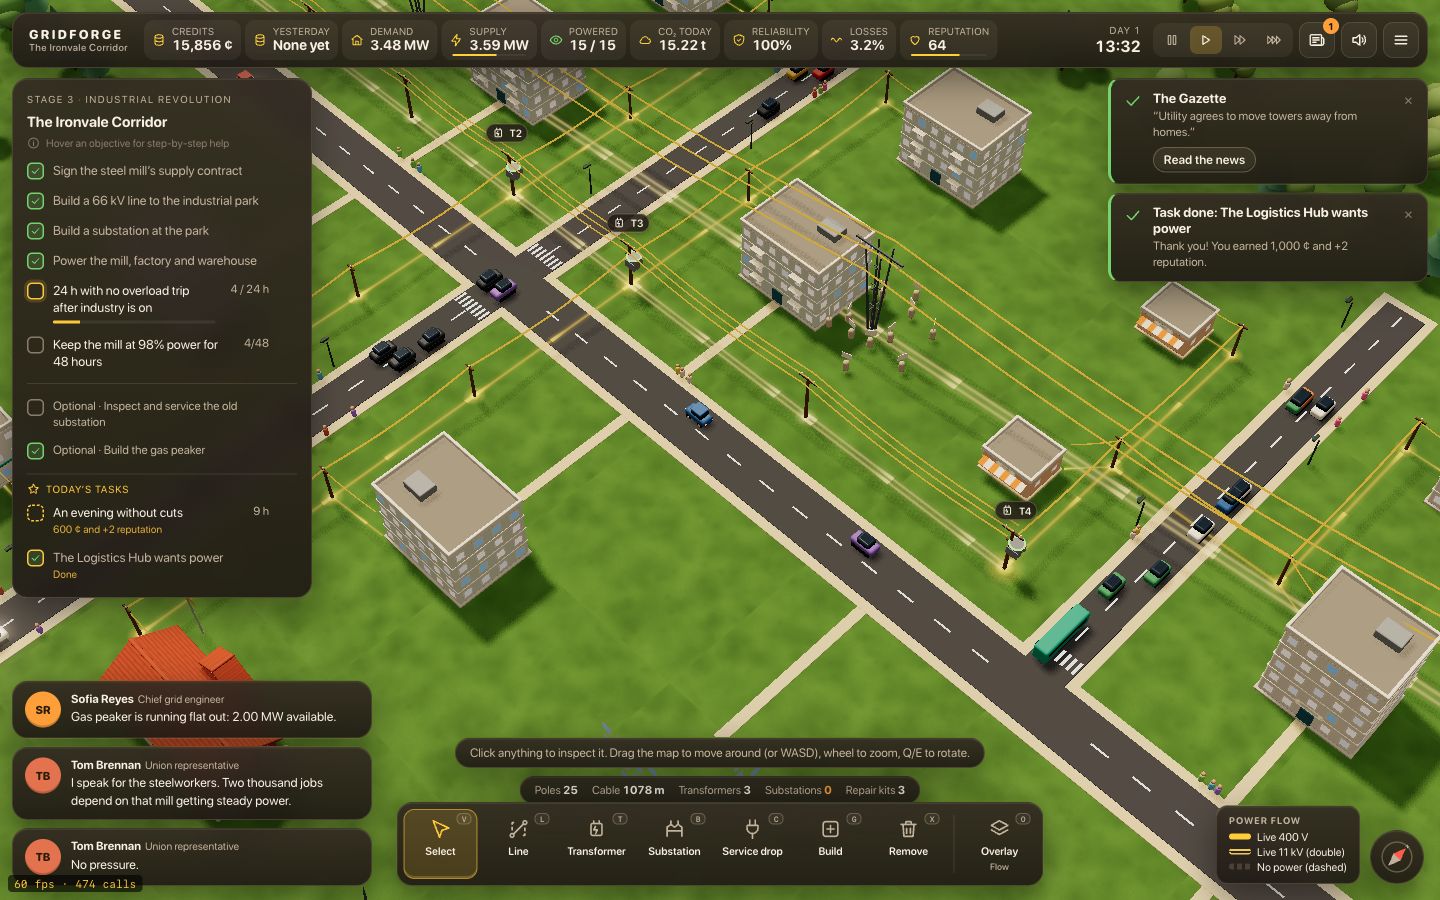 GRIDFORGE
The Ironvale Corridor
CREDITS
15,856 ¢
YESTERDAY
None yet
DEMAND
3.48 MW
SUPPLY
3.59 MW
POWERED
15 / 15
CO₂ TODAY
15.22 t
RELIABILITY
100%
LOSSES
3.2%
REPUTATION
64
DAY 1
13:32
1
STAGE 3 · INDUSTRIAL REVOLUTION
The Ironvale Corridor
Hover an objective for step-by-step help
Sign the steel mill's supply contract
Build a 66 kV line to the industrial park
Build a substation at the park
Power the mill, factory and warehouse
24 h with no overload trip 4 / 24 h
after industry is on
Keep the mill at 98% power for 4/48
48 hours
Optional · Inspect and service the old
substation
Optional · Build the gas peaker
TODAY'S TASKS
An evening without cuts 9 h
600 ¢ and +2 reputation
The Logistics Hub wants power
Done
T2
T3
T4
The Gazette
"Utility agrees to move towers away from
homes."
Read the news
Task done: The Logistics Hub wants
power
Thank you! You earned 1,000 ¢ and +2
reputation.
SR
Sofia Reyes Chief grid engineer
Gas peaker is running flat out: 2.00 MW available.
TB
Tom Brennan Union representative
I speak for the steelworkers. Two thousand jobs
depend on that mill getting steady power.
TB
Tom Brennan Union representative
No pressure.
60 fps · 474 calls
Click anything to inspect it. Drag the map to move around (or WASD), wheel to zoom, Q/E to rotate.
Poles 25 Cable 1078 m Transformers 3 Substations 0 Repair kits 3
V
Select
L
Line
T
Transformer
B
Substation
C
Service drop
G
Build
X
Remove
O
Overlay
Flow
POWER FLOW
Live 400 V
Live 11 kV (double)
No power (dashed)